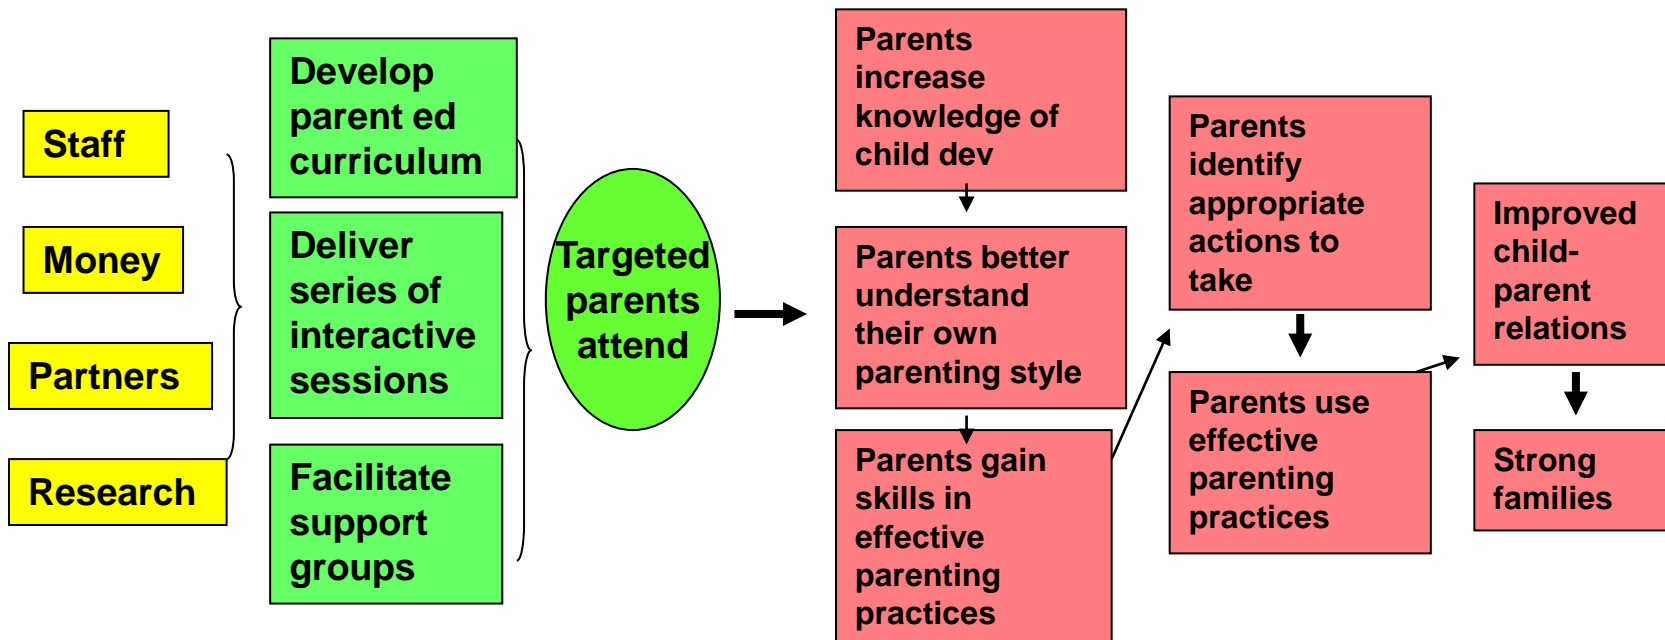 Staff
Money
Partners
Research
Develop
parent ed
curriculum
Deliver
series of
interactive
sessions
Facilitate
support
groups
Targeted
parents
attend
Parents
increase
knowledge of
child dev
Parents better
understand
their own
parenting style
Parents gain
skills in
effective
parenting
practices
Parents
identify
appropriate
actions to
take
Parents use
effective
parenting
practices
Improved
child-
parent
relations
Strong
families